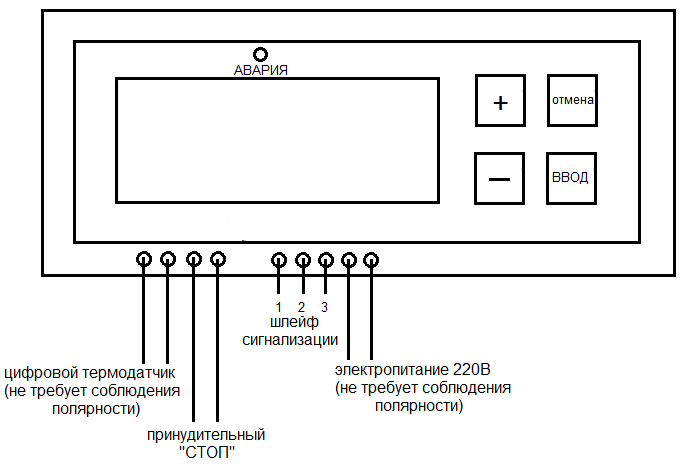 АВАРИЯ
+
отмена
—
ВВОД
1 2 3
шлейф
сигнализации
цифровой термодатчик
(не требует соблюдения
полярности)
электропитание 220В
(не требует соблюдения
полярности)
принудительный
"СТОП"